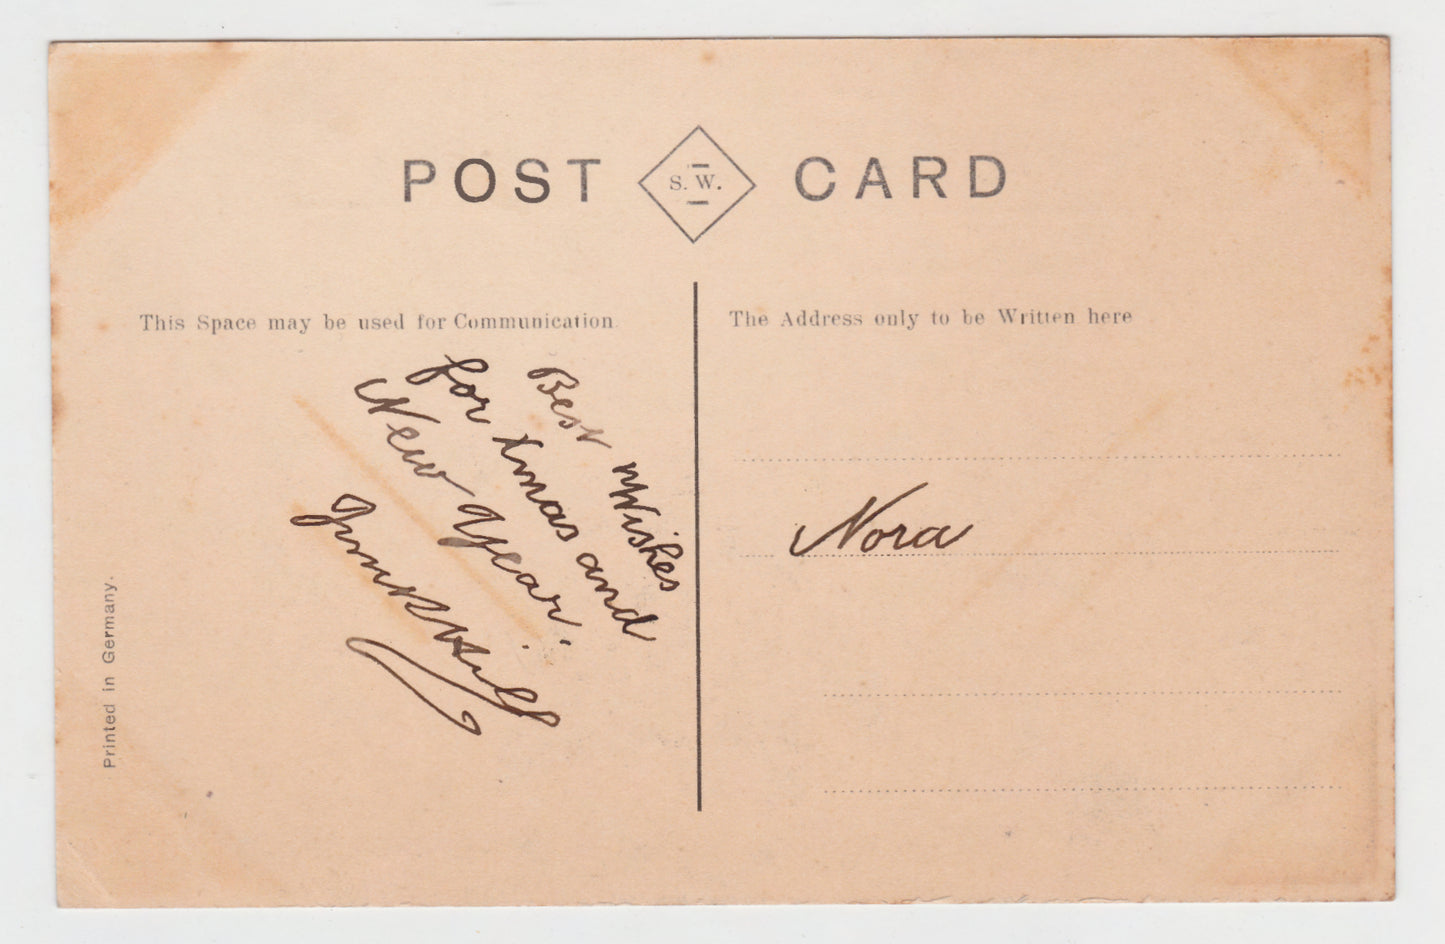 POST S. W. CARD
This Space may be used for Communication
The Address only to be Written here
Best Wishes
for Xmas and
New Year.
Hill
Nora
Printed in Germany.